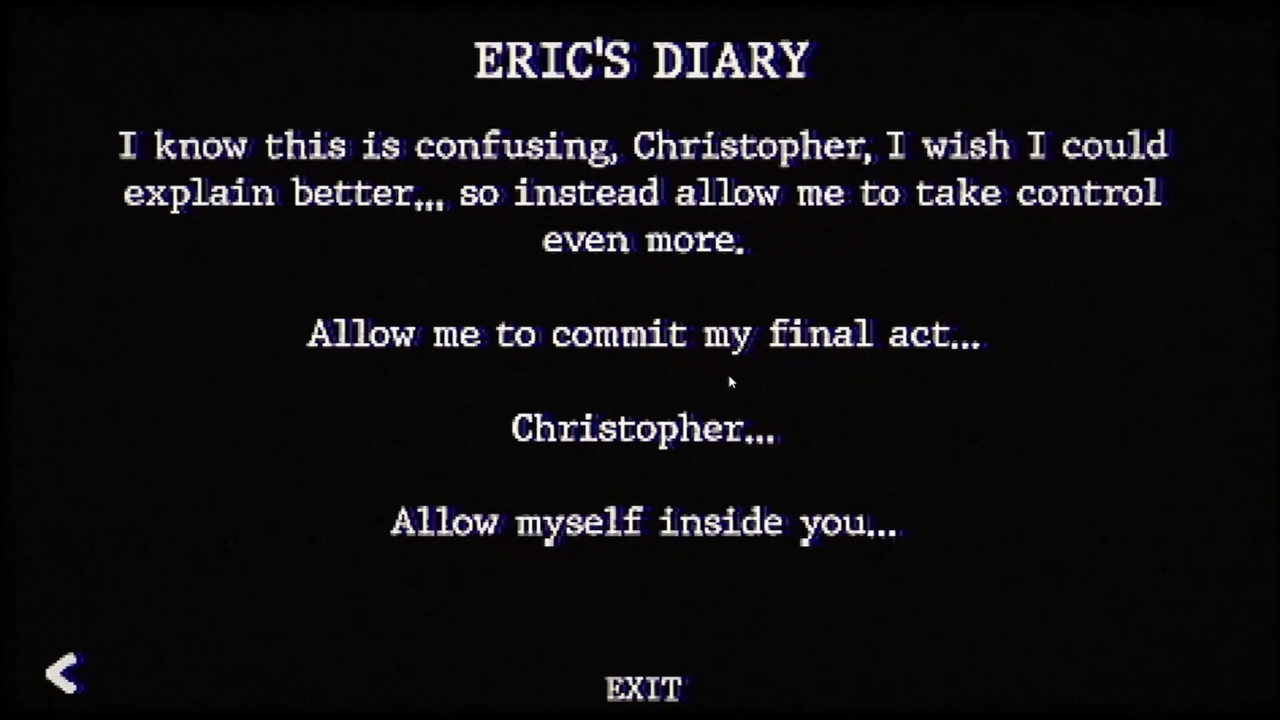 ERIC'S DIARY
I know this is confusing, Christopher, I wish I could
explain better... so instead allow me to take control
even more.
Allow me to commit my final act...
Christopher...
Allow myself inside you...
<
EXIT